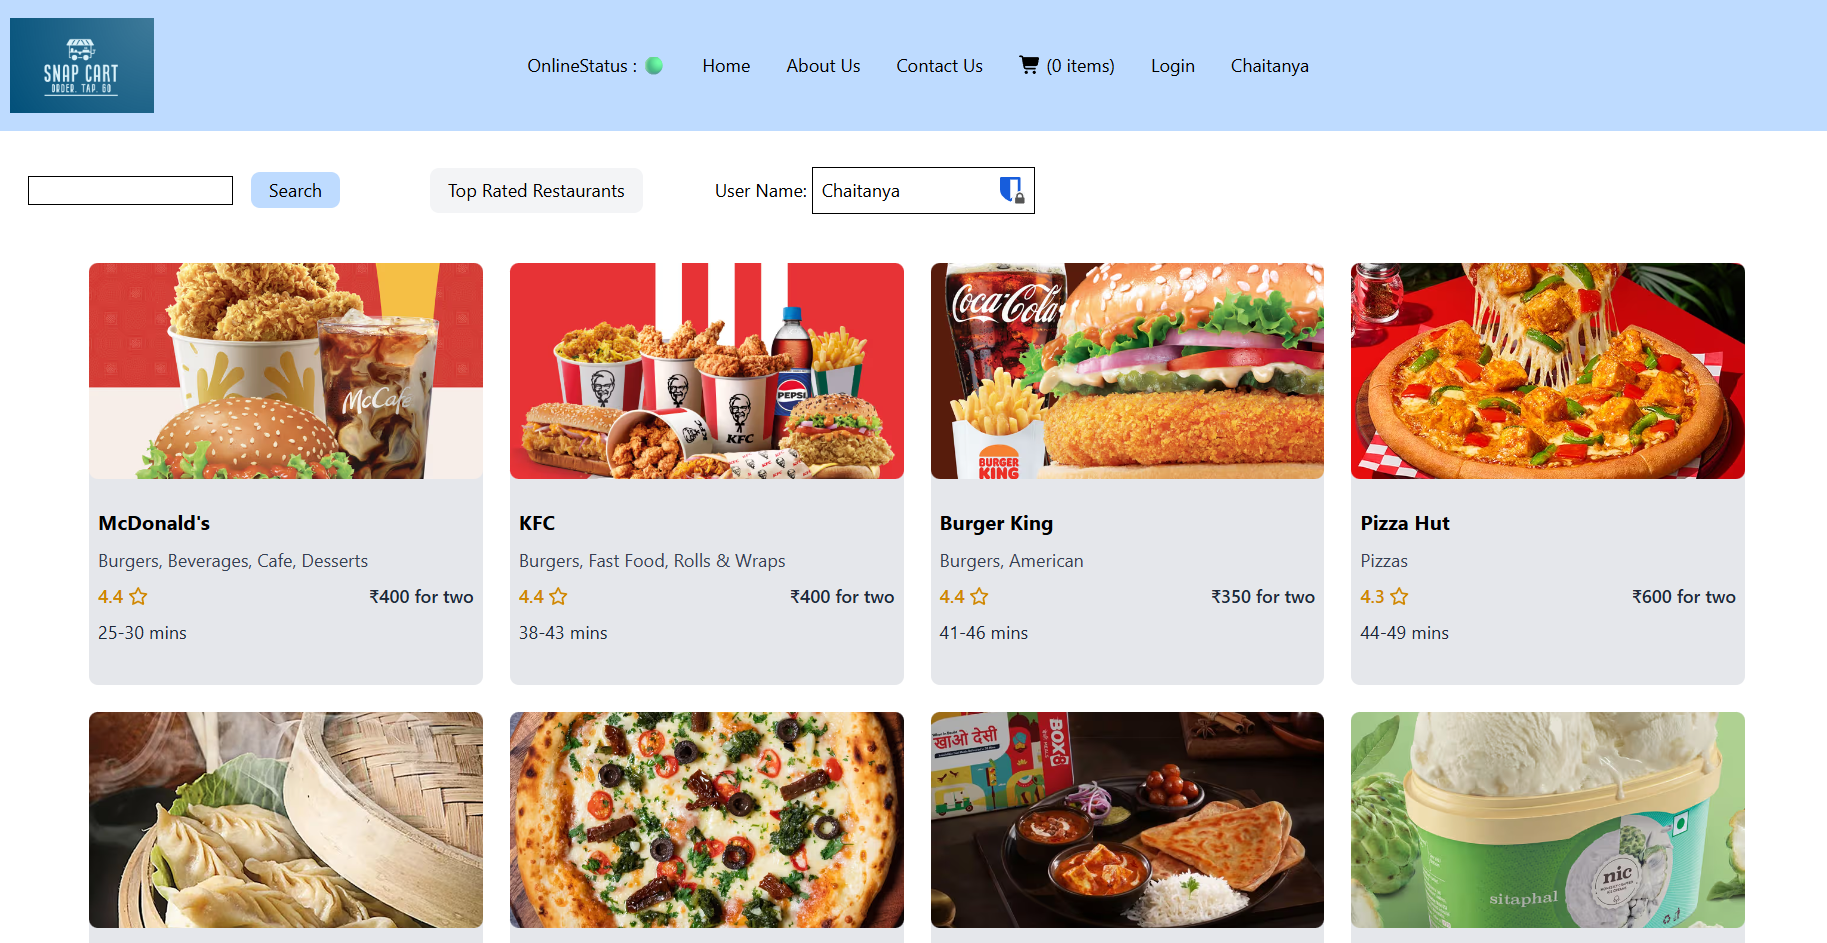 SNAP CART
ORDER. TAP. GO
OnlineStatus :
Home
About Us
Contact Us
(0 items)
Login
Chaitanya
Search
Top Rated Restaurants
User Name: Chaitanya
McCafé
KFC
PEPSI
Coca-Cola
BURGER
KING
McDonald's
Burgers, Beverages, Cafe, Desserts
4.4
₹400 for two
25-30 mins
KFC
Burgers, Fast Food, Rolls & Wraps
4.4
₹400 for two
38-43 mins
Burger King
Burgers, American
4.4
₹350 for two
41-46 mins
Pizza Hut
Pizzas
4.3
₹600 for two
44-49 mins
खाओ देसी
BOX8
nic
sitaphal